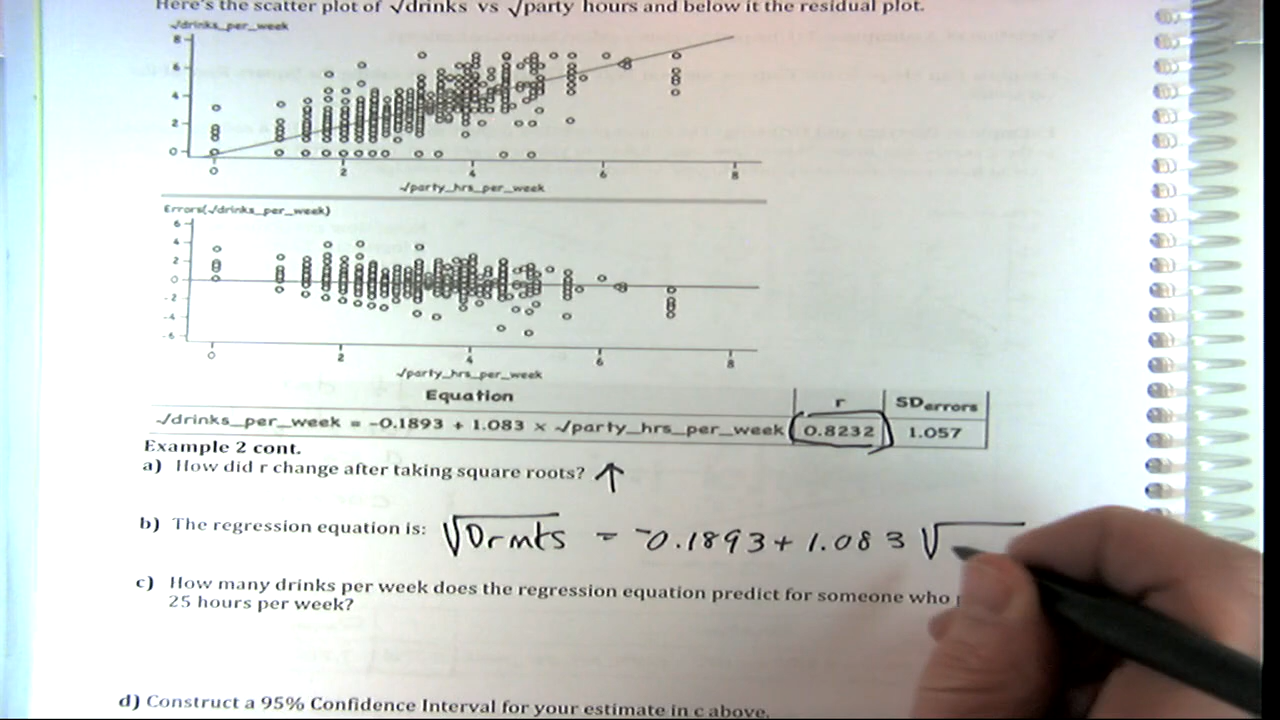 Here's the scatter plot of √drinks vs √party hours and below it the residual plot.
√drinks_per_week
8
6
4
2
0
0 2 4 6 8
√party_hrs_per_week
Errors(√drinks_per_week)
6
4
2
0
-2
-4
-6
0 2 4 6 8
√party_hrs_per_week
Equation r SDerrors
√drinks_per_week = -0.1893 + 1.083 × √party_hrs_per_week 0.8232 1.057
Example 2 cont.
a) How did r change after taking square roots? ↑
b) The regression equation is: √Drinks = -0.1893 + 1.083 √
c) How many drinks per week does the regression equation predict for someone who
25 hours per week?
d) Construct a 95% Confidence Interval for your estimate in c above.